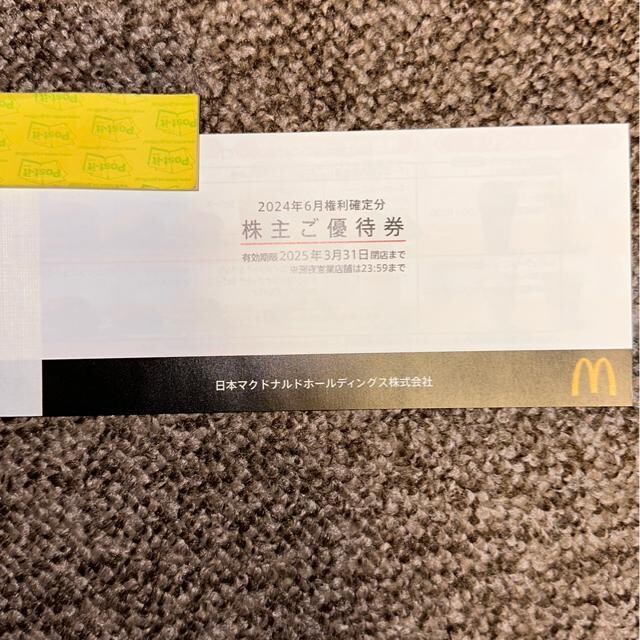 Post-it
2024年6月権利確定分
株主ご優待券
有効期限2025年3月31日閉店まで
※深夜営業店舗は23:59まで
日本マクドナルドホールディングス株式会社